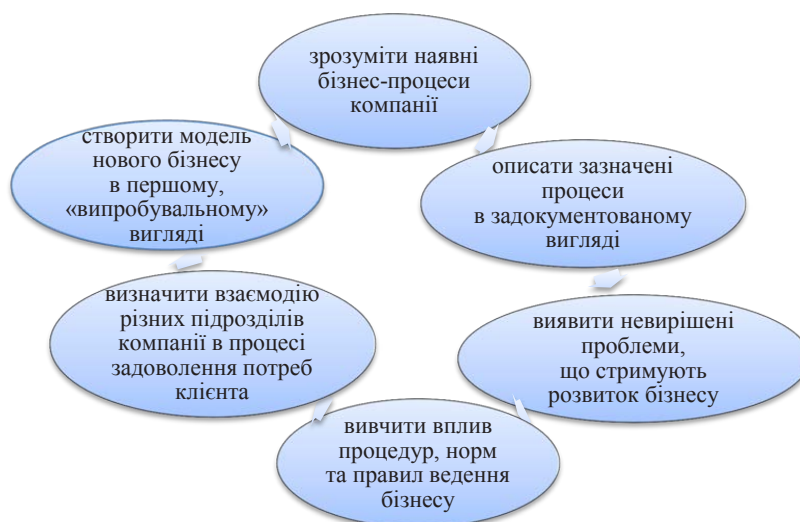 зрозуміти наявні
бізнес-процеси
компанії
описати зазначені
процеси
в задокументованому
вигляді
виявити невирішені
проблеми,
що стримують
розвиток бізнесу
вивчити вплив
процедур, норм
та правил ведення
бізнесу
визначити взаємодію
різних підрозділів
компанії в процесі
задоволення потреб
клієнта
створити модель
нового бізнесу
в першому,
«випробувальному»
вигляді